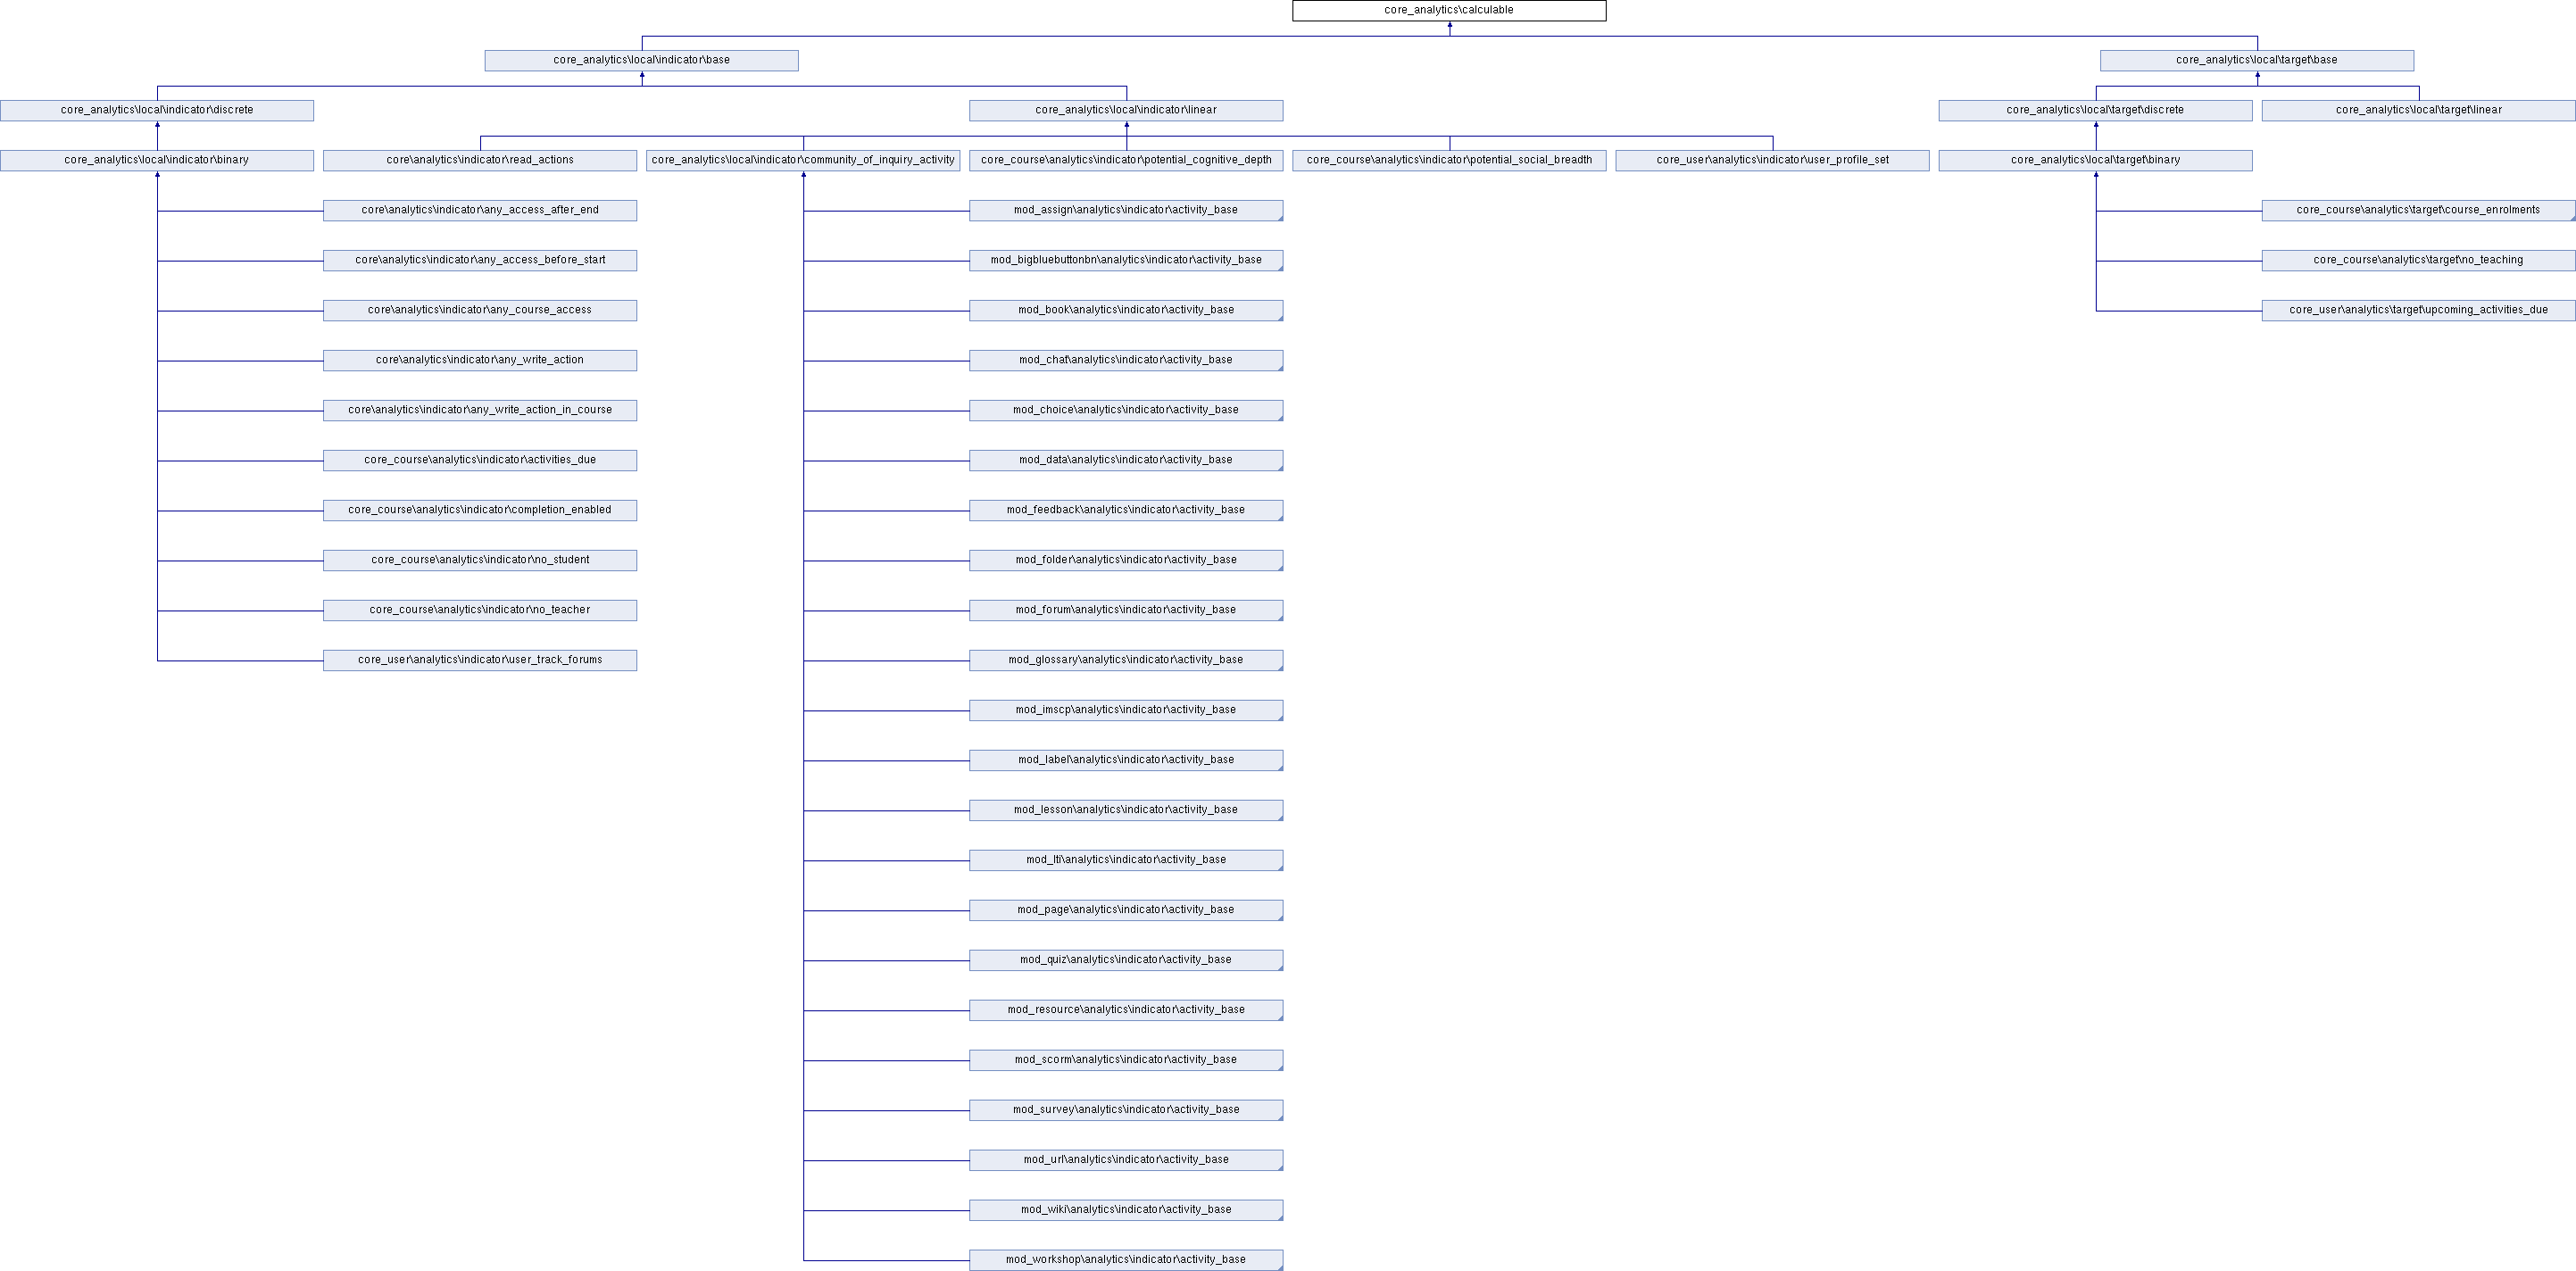 core_analytics\calculable
core_analytics\local\indicator\base
core_analytics\local\target\base
core_analytics\local\indicator\discrete
core_analytics\local\indicator\linear
core_analytics\local\target\discrete
core_analytics\local\target\linear
core_analytics\local\indicator\binary
core\analytics\indicator\read_actions
core_analytics\local\indicator\community_of_inquiry_activity
core_course\analytics\indicator\potential_cognitive_depth
core_course\analytics\indicator\potential_social_breadth
core_user\analytics\indicator\user_profile_set
core_analytics\local\target\binary
core\analytics\indicator\any_access_after_end
mod_assign\analytics\indicator\activity_base
core_course\analytics\target\course_enrolments
core\analytics\indicator\any_access_before_start
mod_bigbluebuttonbn\analytics\indicator\activity_base
core_course\analytics\target\no_teaching
core\analytics\indicator\any_course_access
mod_book\analytics\indicator\activity_base
core_user\analytics\target\upcoming_activities_due
core\analytics\indicator\any_write_action
mod_chat\analytics\indicator\activity_base
core\analytics\indicator\any_write_action_in_course
mod_choice\analytics\indicator\activity_base
core_course\analytics\indicator\activities_due
mod_data\analytics\indicator\activity_base
core_course\analytics\indicator\completion_enabled
mod_feedback\analytics\indicator\activity_base
core_course\analytics\indicator\no_student
mod_folder\analytics\indicator\activity_base
core_course\analytics\indicator\no_teacher
mod_forum\analytics\indicator\activity_base
core_user\analytics\indicator\user_track_forums
mod_glossary\analytics\indicator\activity_base
mod_imscp\analytics\indicator\activity_base
mod_label\analytics\indicator\activity_base
mod_lesson\analytics\indicator\activity_base
mod_lti\analytics\indicator\activity_base
mod_page\analytics\indicator\activity_base
mod_quiz\analytics\indicator\activity_base
mod_resource\analytics\indicator\activity_base
mod_scorm\analytics\indicator\activity_base
mod_survey\analytics\indicator\activity_base
mod_url\analytics\indicator\activity_base
mod_wiki\analytics\indicator\activity_base
mod_workshop\analytics\indicator\activity_base